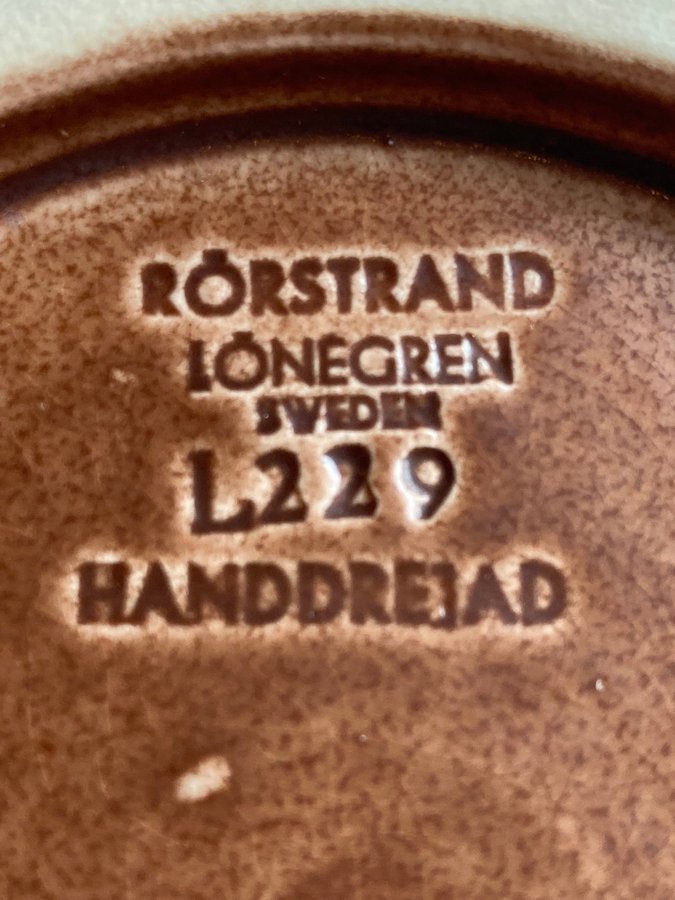 RÖRSTRAND
LÖNEGREN
SWEDEN
L229
HANDDREJAD